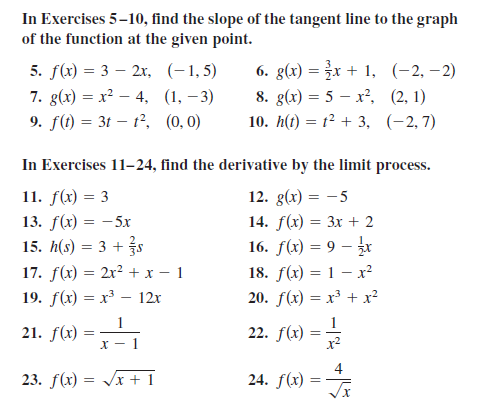 In Exercises 5–10, find the slope of the tangent line to the graph
of the function at the given point.
5. f(x) = 3 − 2x, (−1, 5)
6. g(x) = 3/2x + 1, (−2, −2)
7. g(x) = x² − 4, (1, −3)
8. g(x) = 5 − x², (2, 1)
9. f(t) = 3t − t², (0, 0)
10. h(t) = t² + 3, (−2, 7)
In Exercises 11–24, find the derivative by the limit process.
11. f(x) = 3
12. g(x) = −5
13. f(x) = −5x
14. f(x) = 3x + 2
15. h(s) = 3 + 2/3s
16. f(x) = 9 − 1/2x
17. f(x) = 2x² + x − 1
18. f(x) = 1 − x²
19. f(x) = x³ − 12x
20. f(x) = x³ + x²
21. f(x) = 1/(x − 1)
22. f(x) = 1/x²
23. f(x) = √(x + 1)
24. f(x) = 4/√x